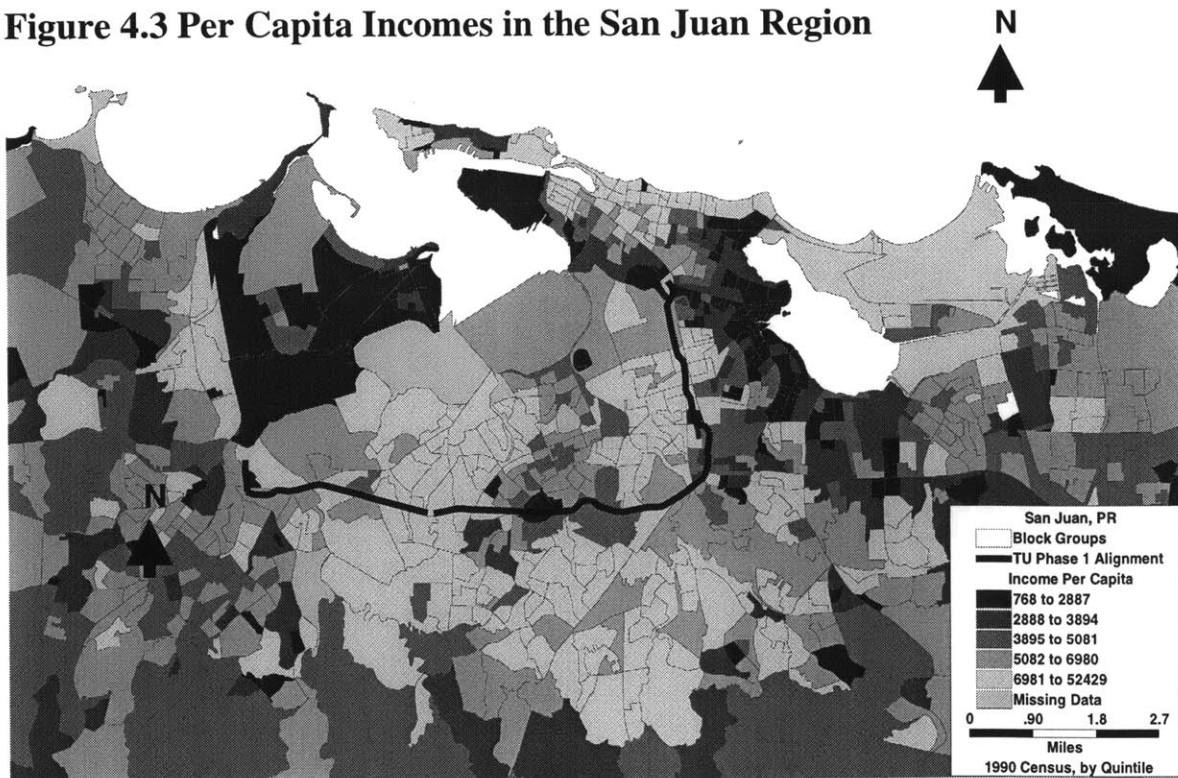 Figure 4.3 Per Capita Incomes in the San Juan Region
N
N
San Juan, PR
Block Groups
TU Phase 1 Alignment
Income Per Capita
768 to 2887
2888 to 3894
3895 to 5081
5082 to 6980
6981 to 52429
Missing Data
0 .90 1.8 2.7
Miles
1990 Census, by Quintile